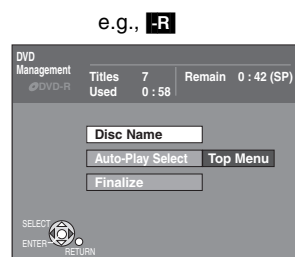 e.g., -R
DVD
Management
DVD-R
Titles 7
Used 0 : 58
Remain 0 : 42 (SP)
Disc Name
Auto-Play Select Top Menu
Finalize
SELECT
ENTER
RETURN